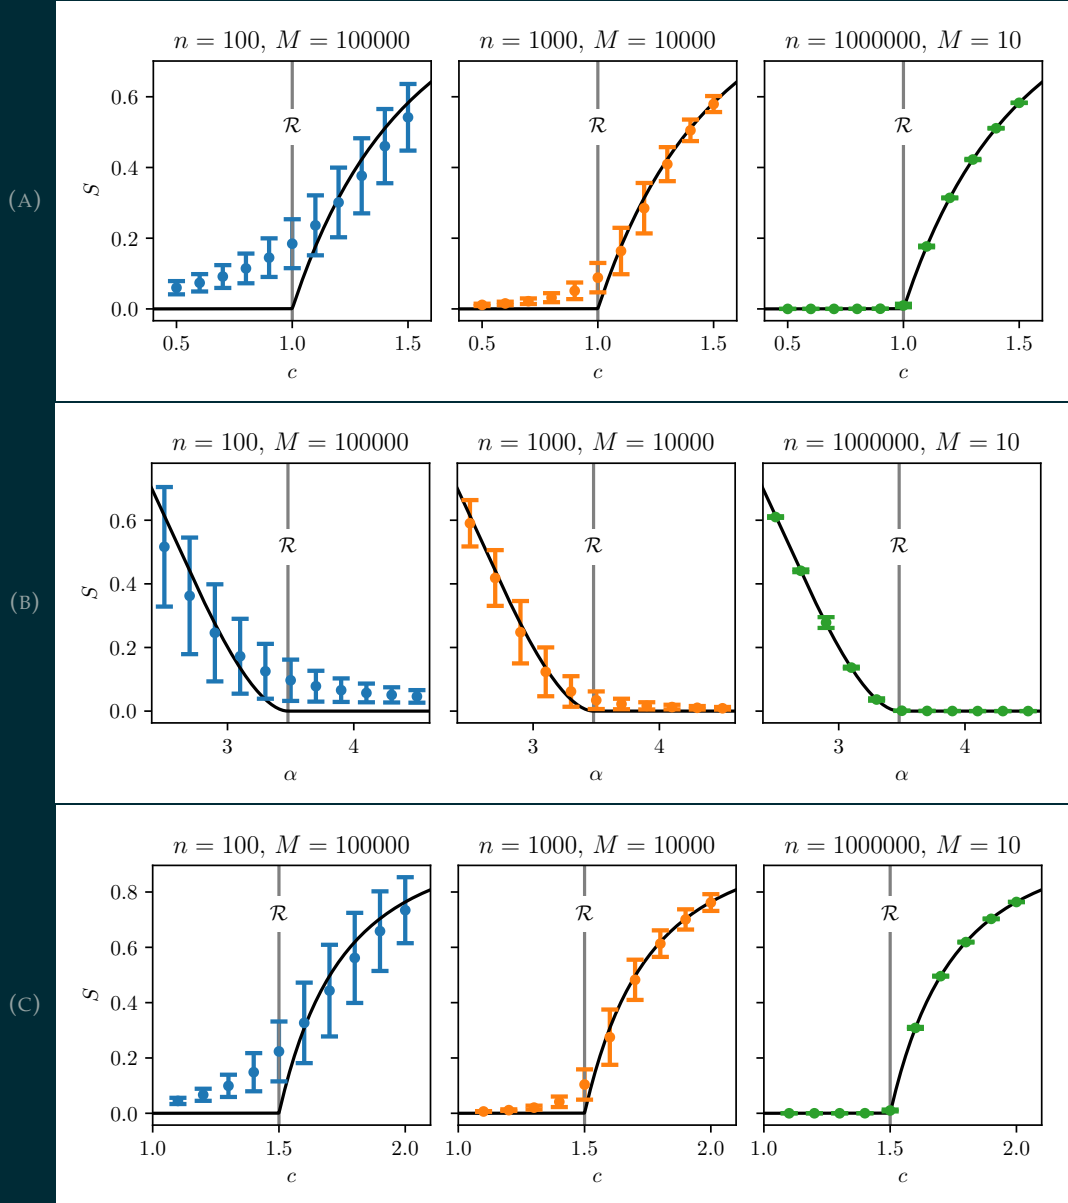 (A)
n = 100, M = 100000
n = 1000, M = 10000
n = 1000000, M = 10
S
0.6
0.4
0.2
0.0
ℛ
ℛ
ℛ
0.5 1.0 1.5
0.5 1.0 1.5
0.5 1.0 1.5
c
c
c
(B)
n = 100, M = 100000
n = 1000, M = 10000
n = 1000000, M = 10
S
0.6
0.4
0.2
0.0
ℛ
ℛ
ℛ
3 4
3 4
3 4
α
α
α
(C)
n = 100, M = 100000
n = 1000, M = 10000
n = 1000000, M = 10
S
0.8
0.6
0.4
0.2
0.0
ℛ
ℛ
ℛ
1.0 1.5 2.0
1.0 1.5 2.0
1.0 1.5 2.0
c
c
c